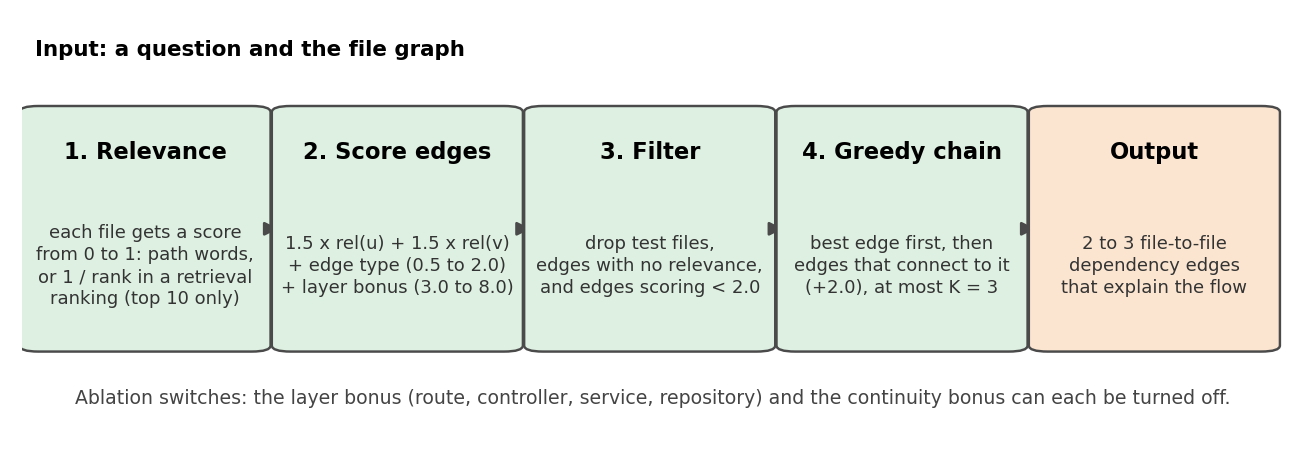 Input: a question and the file graph
1. Relevance
each file gets a score
from 0 to 1: path words,
or 1 / rank in a retrieval
ranking (top 10 only)
2. Score edges
1.5 x rel(u) + 1.5 x rel(v)
+ edge type (0.5 to 2.0)
+ layer bonus (3.0 to 8.0)
3. Filter
drop test files,
edges with no relevance,
and edges scoring < 2.0
4. Greedy chain
best edge first, then
edges that connect to it
(+2.0), at most K = 3
Output
2 to 3 file-to-file
dependency edges
that explain the flow
Ablation switches: the layer bonus (route, controller, service, repository) and the continuity bonus can each be turned off.